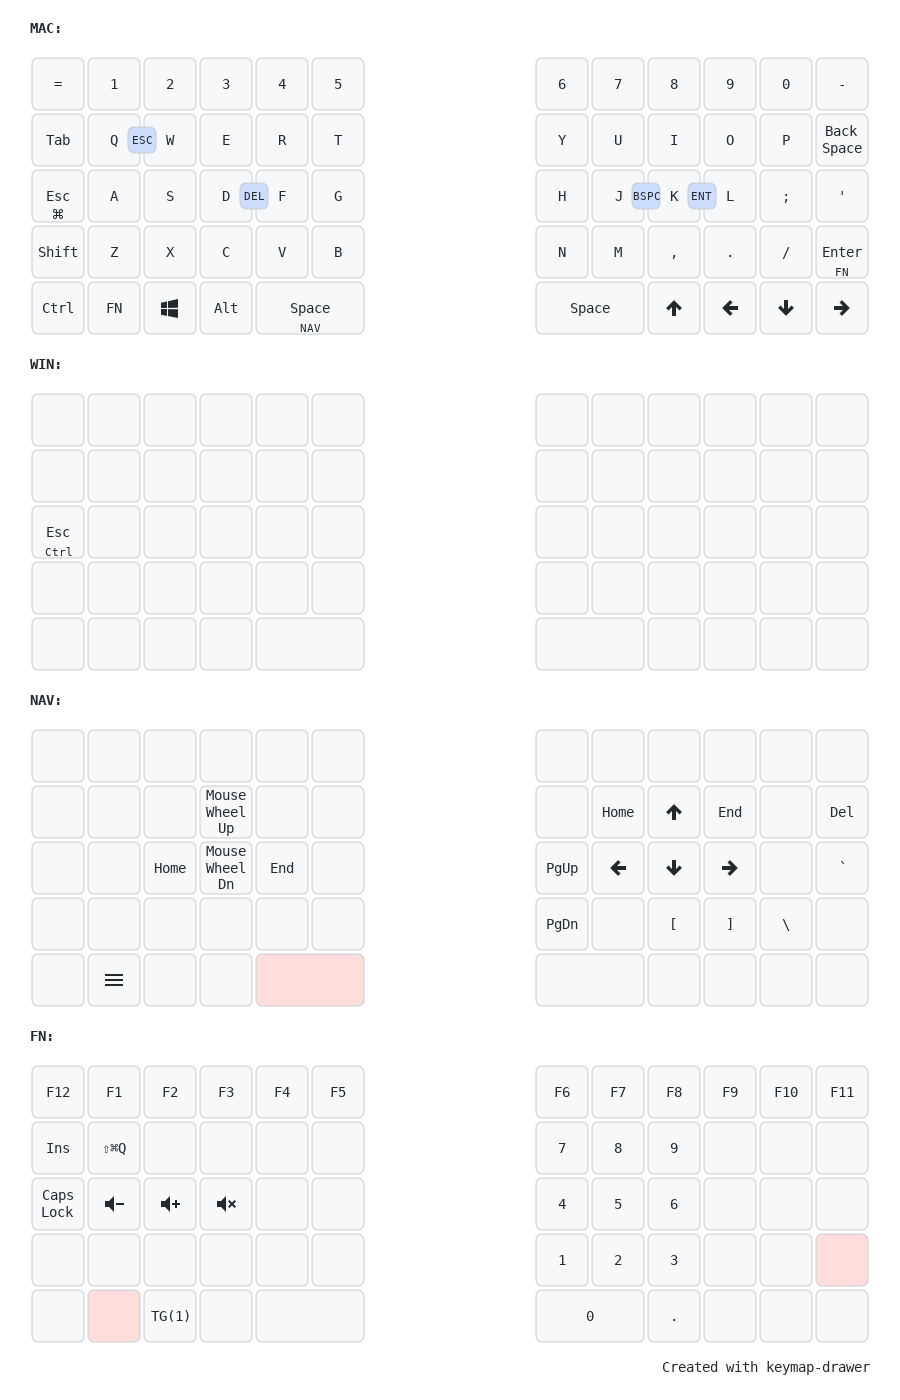 MAC:
= 1 2 3 4 5 6 7 8 9 0 -
Tab Q ESC W E R T Y U I O P Back Space
Esc ⌘ A S D DEL F G H J BSPC K ENT L ; '
Shift Z X C V B N M , . / Enter FN
Ctrl FN Alt Space NAV Space ↑ ← ↓ →
WIN:
Esc Ctrl
NAV:
Mouse Wheel Up Home ↑ End Del
Home Mouse Wheel Dn End PgUp ← ↓ → `
PgDn [ ] \
FN:
F12 F1 F2 F3 F4 F5 F6 F7 F8 F9 F10 F11
Ins ⇧⌘Q 7 8 9
Caps Lock 4 5 6
1 2 3
TG(1) 0 .
Created with keymap-drawer